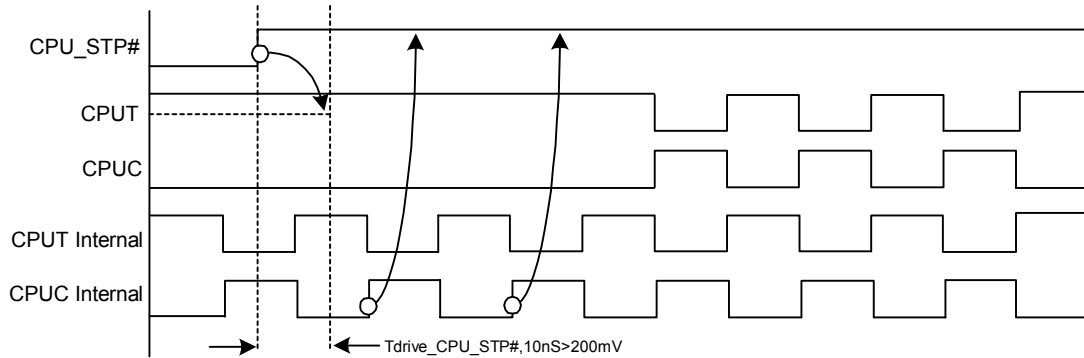 CPU_STP#
CPUT
CPUC
CPUT Internal
CPUC Internal
Tdrive_CPU_STP#,10nS>200mV